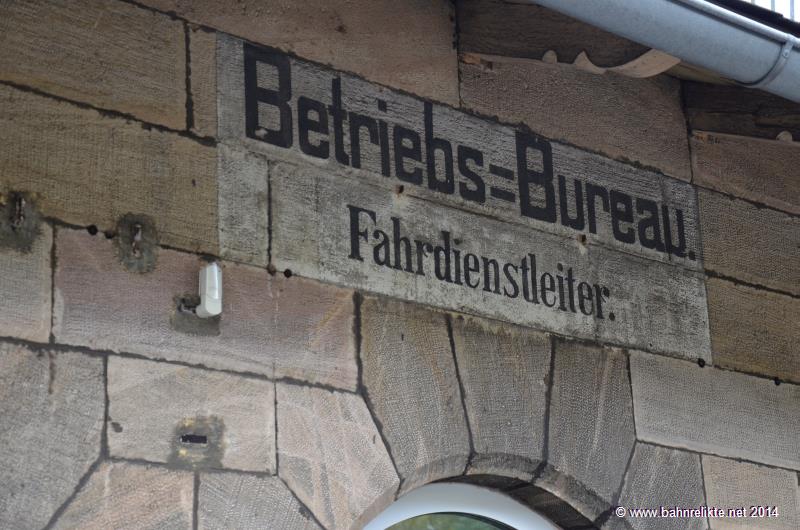 Betriebs=Bureau.
Fahrdienstleiter.
© www.bahnrelikte.net 2014